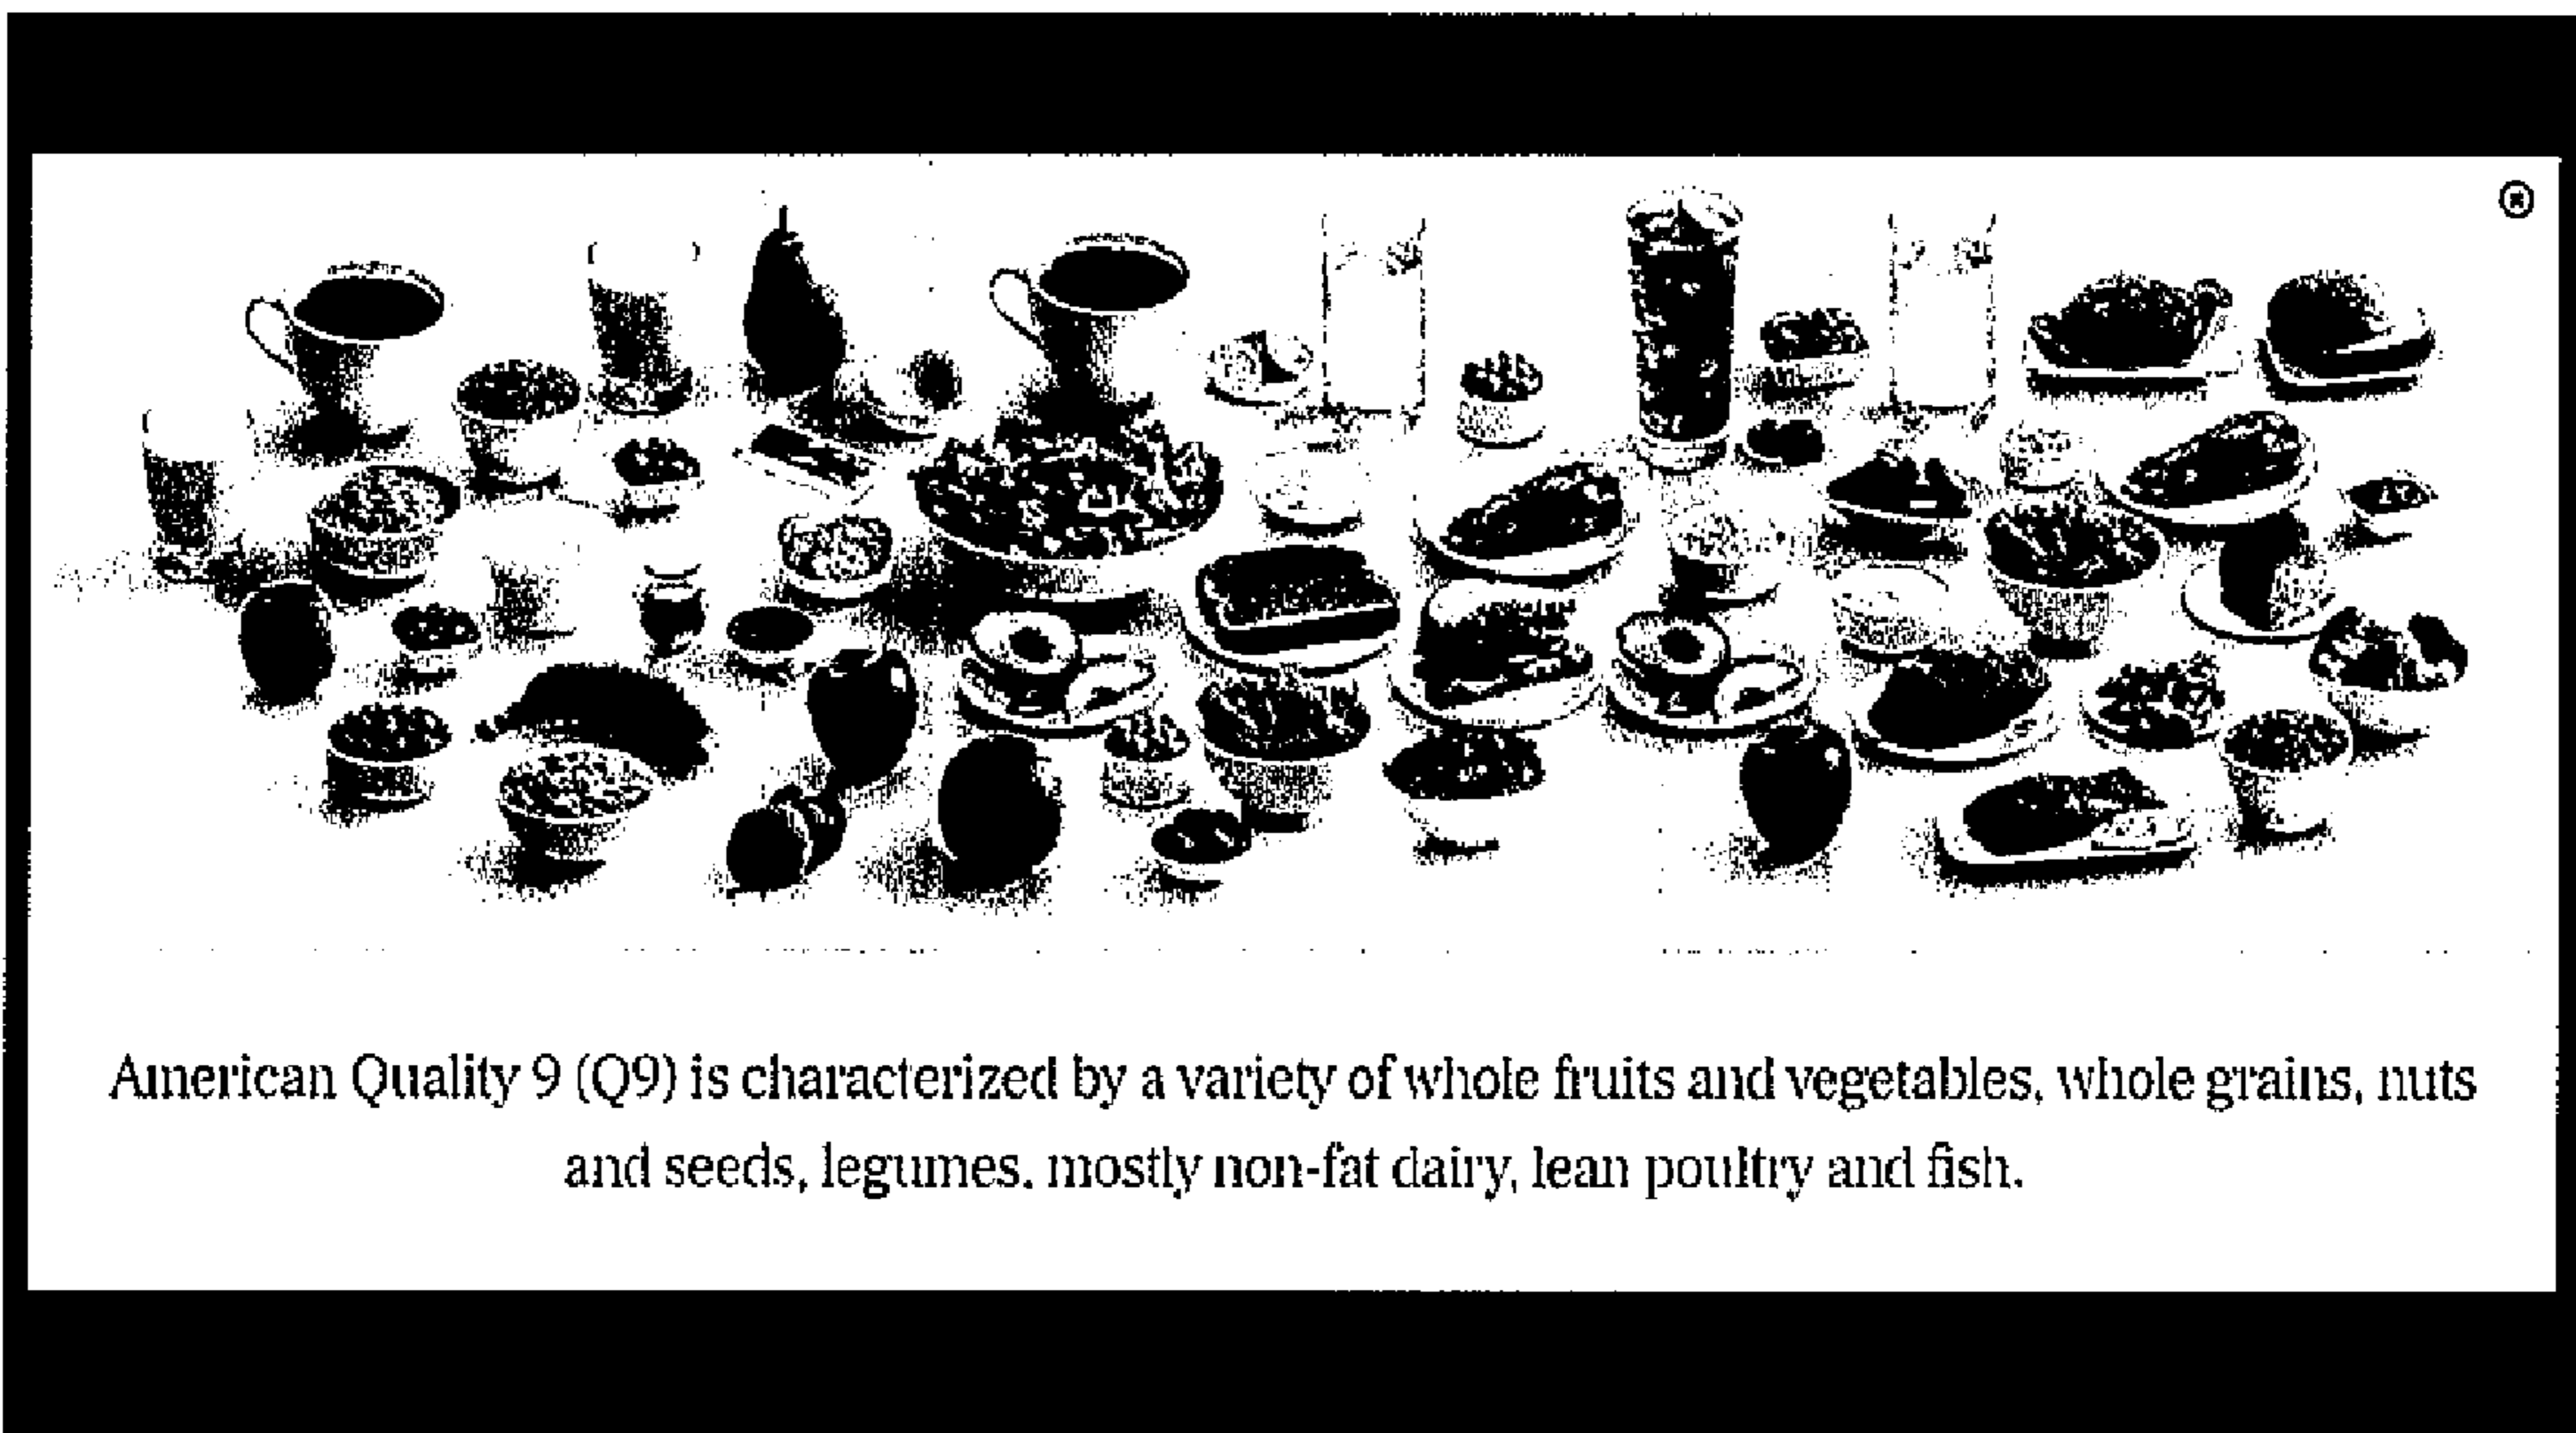 American Quality 9 (Q9) is characterized by a variety of whole fruits and vegetables, whole grains, nuts
and seeds, legumes, mostly non-fat dairy, lean poultry and fish.